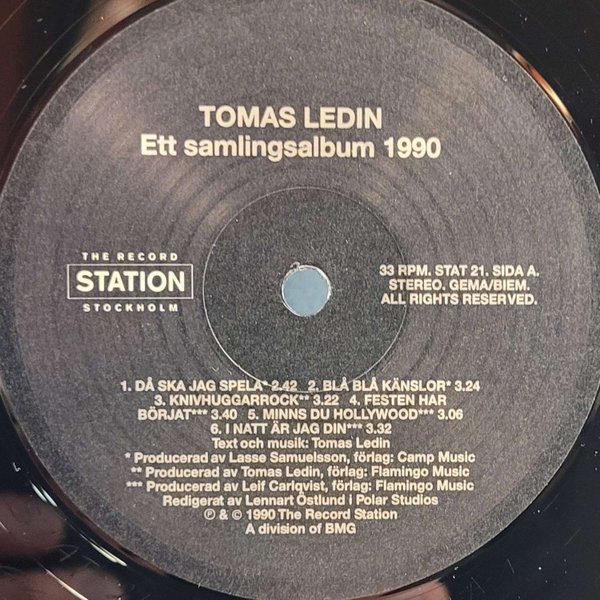 TOMAS LEDIN
Ett samlingsalbum 1990
THE RECORD
STATION
STOCKHOLM
33 RPM. STAT 21. SIDA A.
STEREO. GEMA/BIEM.
ALL RIGHTS RESERVED.
1. DÅ SKA JAG SPELA* 2.42 2. BLÅ BLÅ KÄNSLOR* 3.24
3. KNIVHUGGARROCK** 3.22 4. FESTEN HAR
BÖRJAT*** 3.40 5. MINNS DU HOLLYWOOD*** 3.06
6. I NATT ÄR JAG DIN*** 3.32
Text och musik: Tomas Ledin
* Producerad av Lasse Samuelsson, förlag: Camp Music
** Producerad av Tomas Ledin, förlag: Flamingo Music
*** Producerad av Leif Carlqvist, förlag: Flamingo Music
Redigerat av Lennart Östlund i Polar Studios
℗ & © 1990 The Record Station
A division of BMG